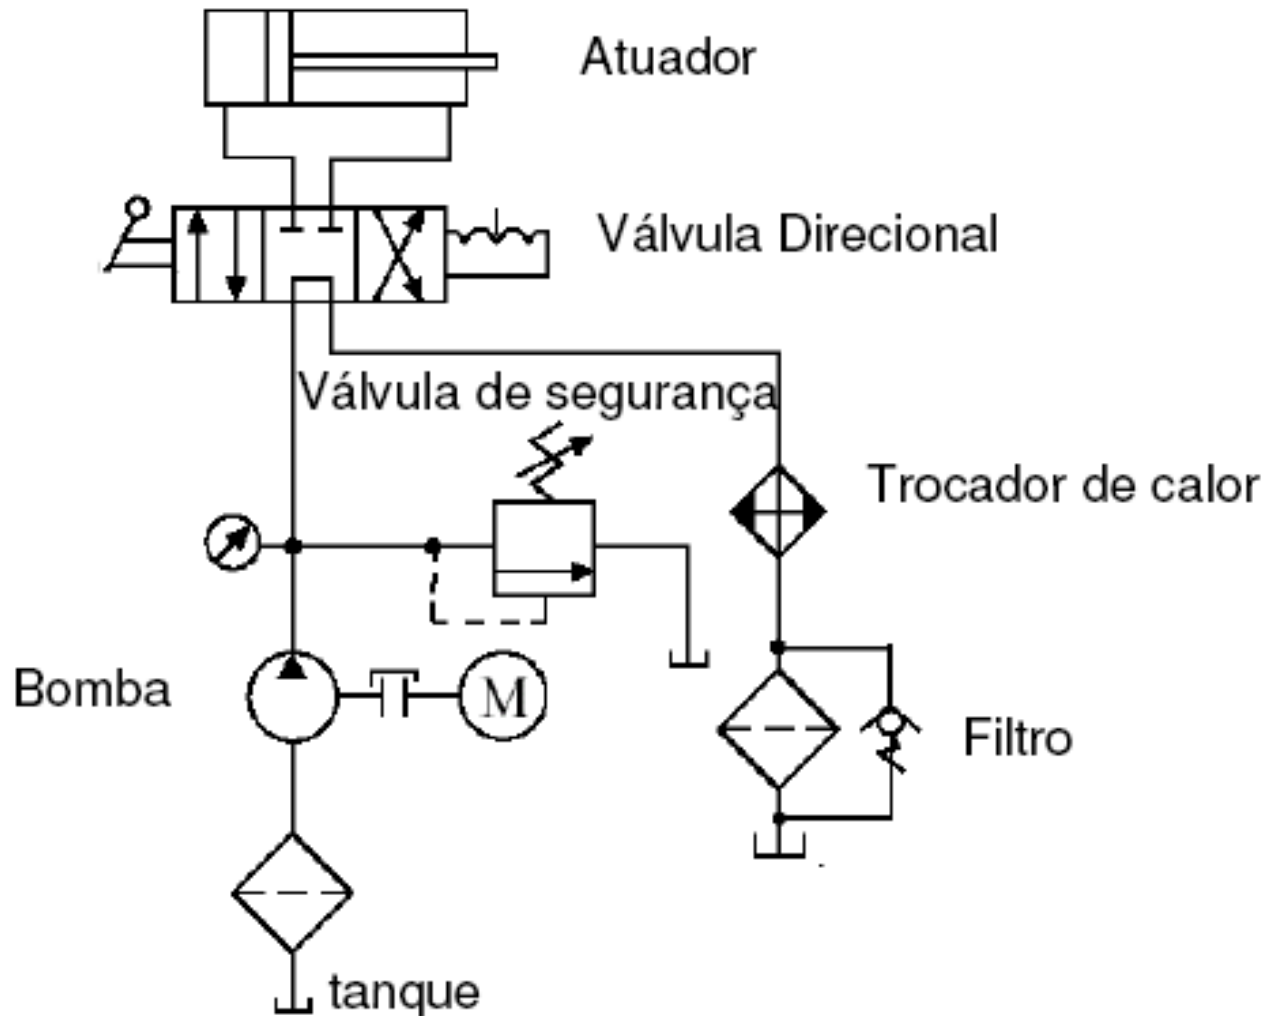 Atuador
Válvula Direcional
Válvula de segurança
Trocador de calor
Bomba
M
Filtro
tanque